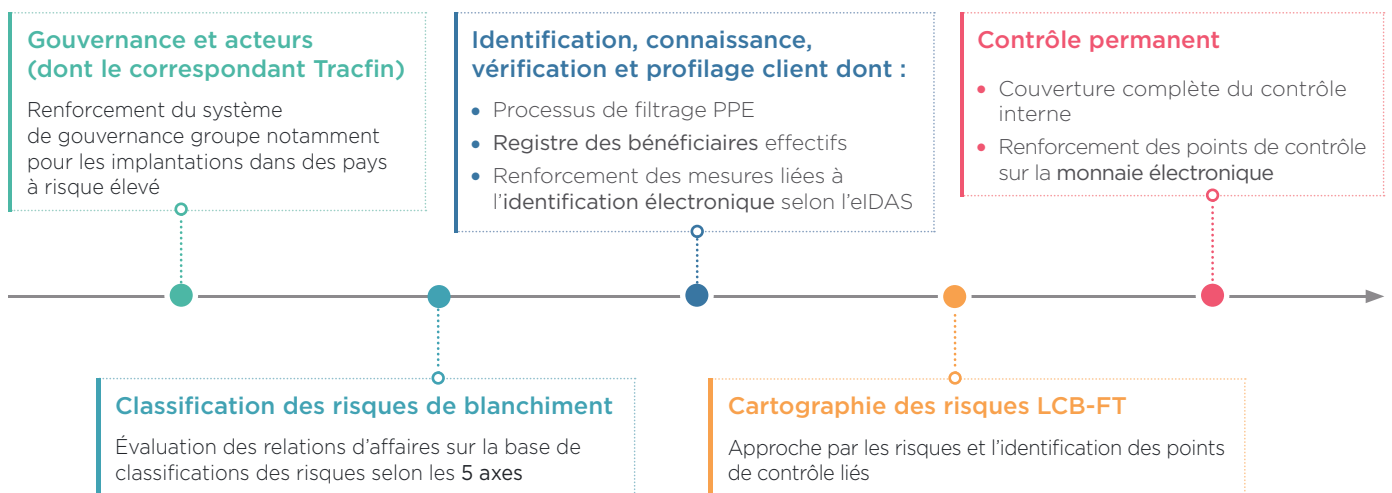 Gouvernance et acteurs
(dont le correspondant Tracfin)
Renforcement du système
de gouvernance groupe notamment
pour les implantations dans des pays
à risque élevé
Identification, connaissance,
vérification et profilage client dont :
• Processus de filtrage PPE
• Registre des bénéficiaires effectifs
• Renforcement des mesures liées à
l'identification électronique selon l'eIDAS
Contrôle permanent
• Couverture complète du contrôle
interne
• Renforcement des points de contrôle
sur la monnaie électronique
Classification des risques de blanchiment
Évaluation des relations d'affaires sur la base de
classifications des risques selon les 5 axes
Cartographie des risques LCB-FT
Approche par les risques et l'identification des points
de contrôle liés